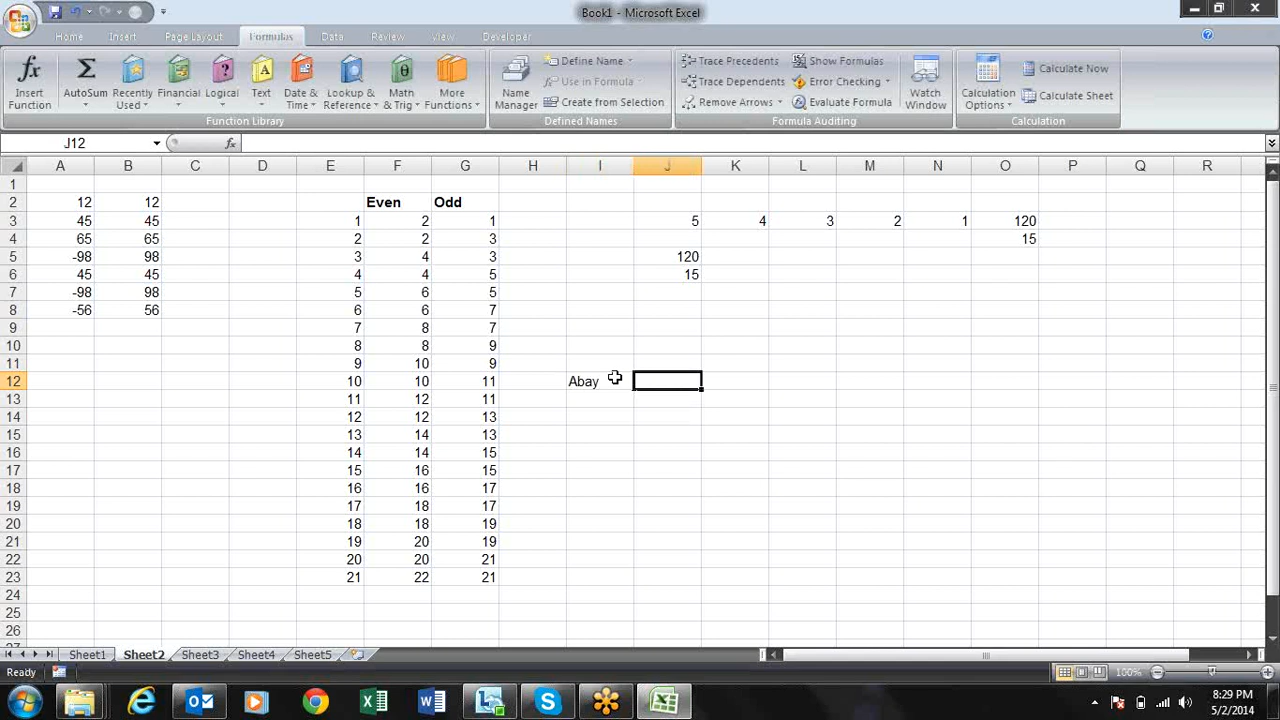 Book1 - Microsoft Excel
Home Insert Page Layout Formulas Data Review View Developer
Insert Function AutoSum Recently Used Financial Logical Text Date & Time Lookup & Reference Math & Trig More Functions
Function Library
Name Manager Define Name Use in Formula Create from Selection
Defined Names
Trace Precedents Show Formulas
Trace Dependents Error Checking
Remove Arrows Evaluate Formula
Watch Window
Formula Auditing
Calculation Options Calculate Now Calculate Sheet
Calculation
J12 fx
A B C D E F G H I J K L M N O P Q R
1
2 12 12 Even Odd
3 45 45 1 2 1 5 4 3 2 1 120
4 65 65 2 2 3 15
5 -98 98 3 4 3 120
6 45 45 4 4 5 15
7 -98 98 5 6 5
8 -56 56 6 6 7
9 7 8 7
10 8 8 9
11 9 10 9
12 10 10 11 Abay
13 11 12 11
14 12 12 13
15 13 14 13
16 14 14 15
17 15 16 15
18 16 16 17
19 17 18 17
20 18 18 19
21 19 20 19
22 20 20 21
23 21 22 21
24
25
26
27
Sheet1 Sheet2 Sheet3 Sheet4 Sheet5
Ready 100%
8:29 PM
5/2/2014